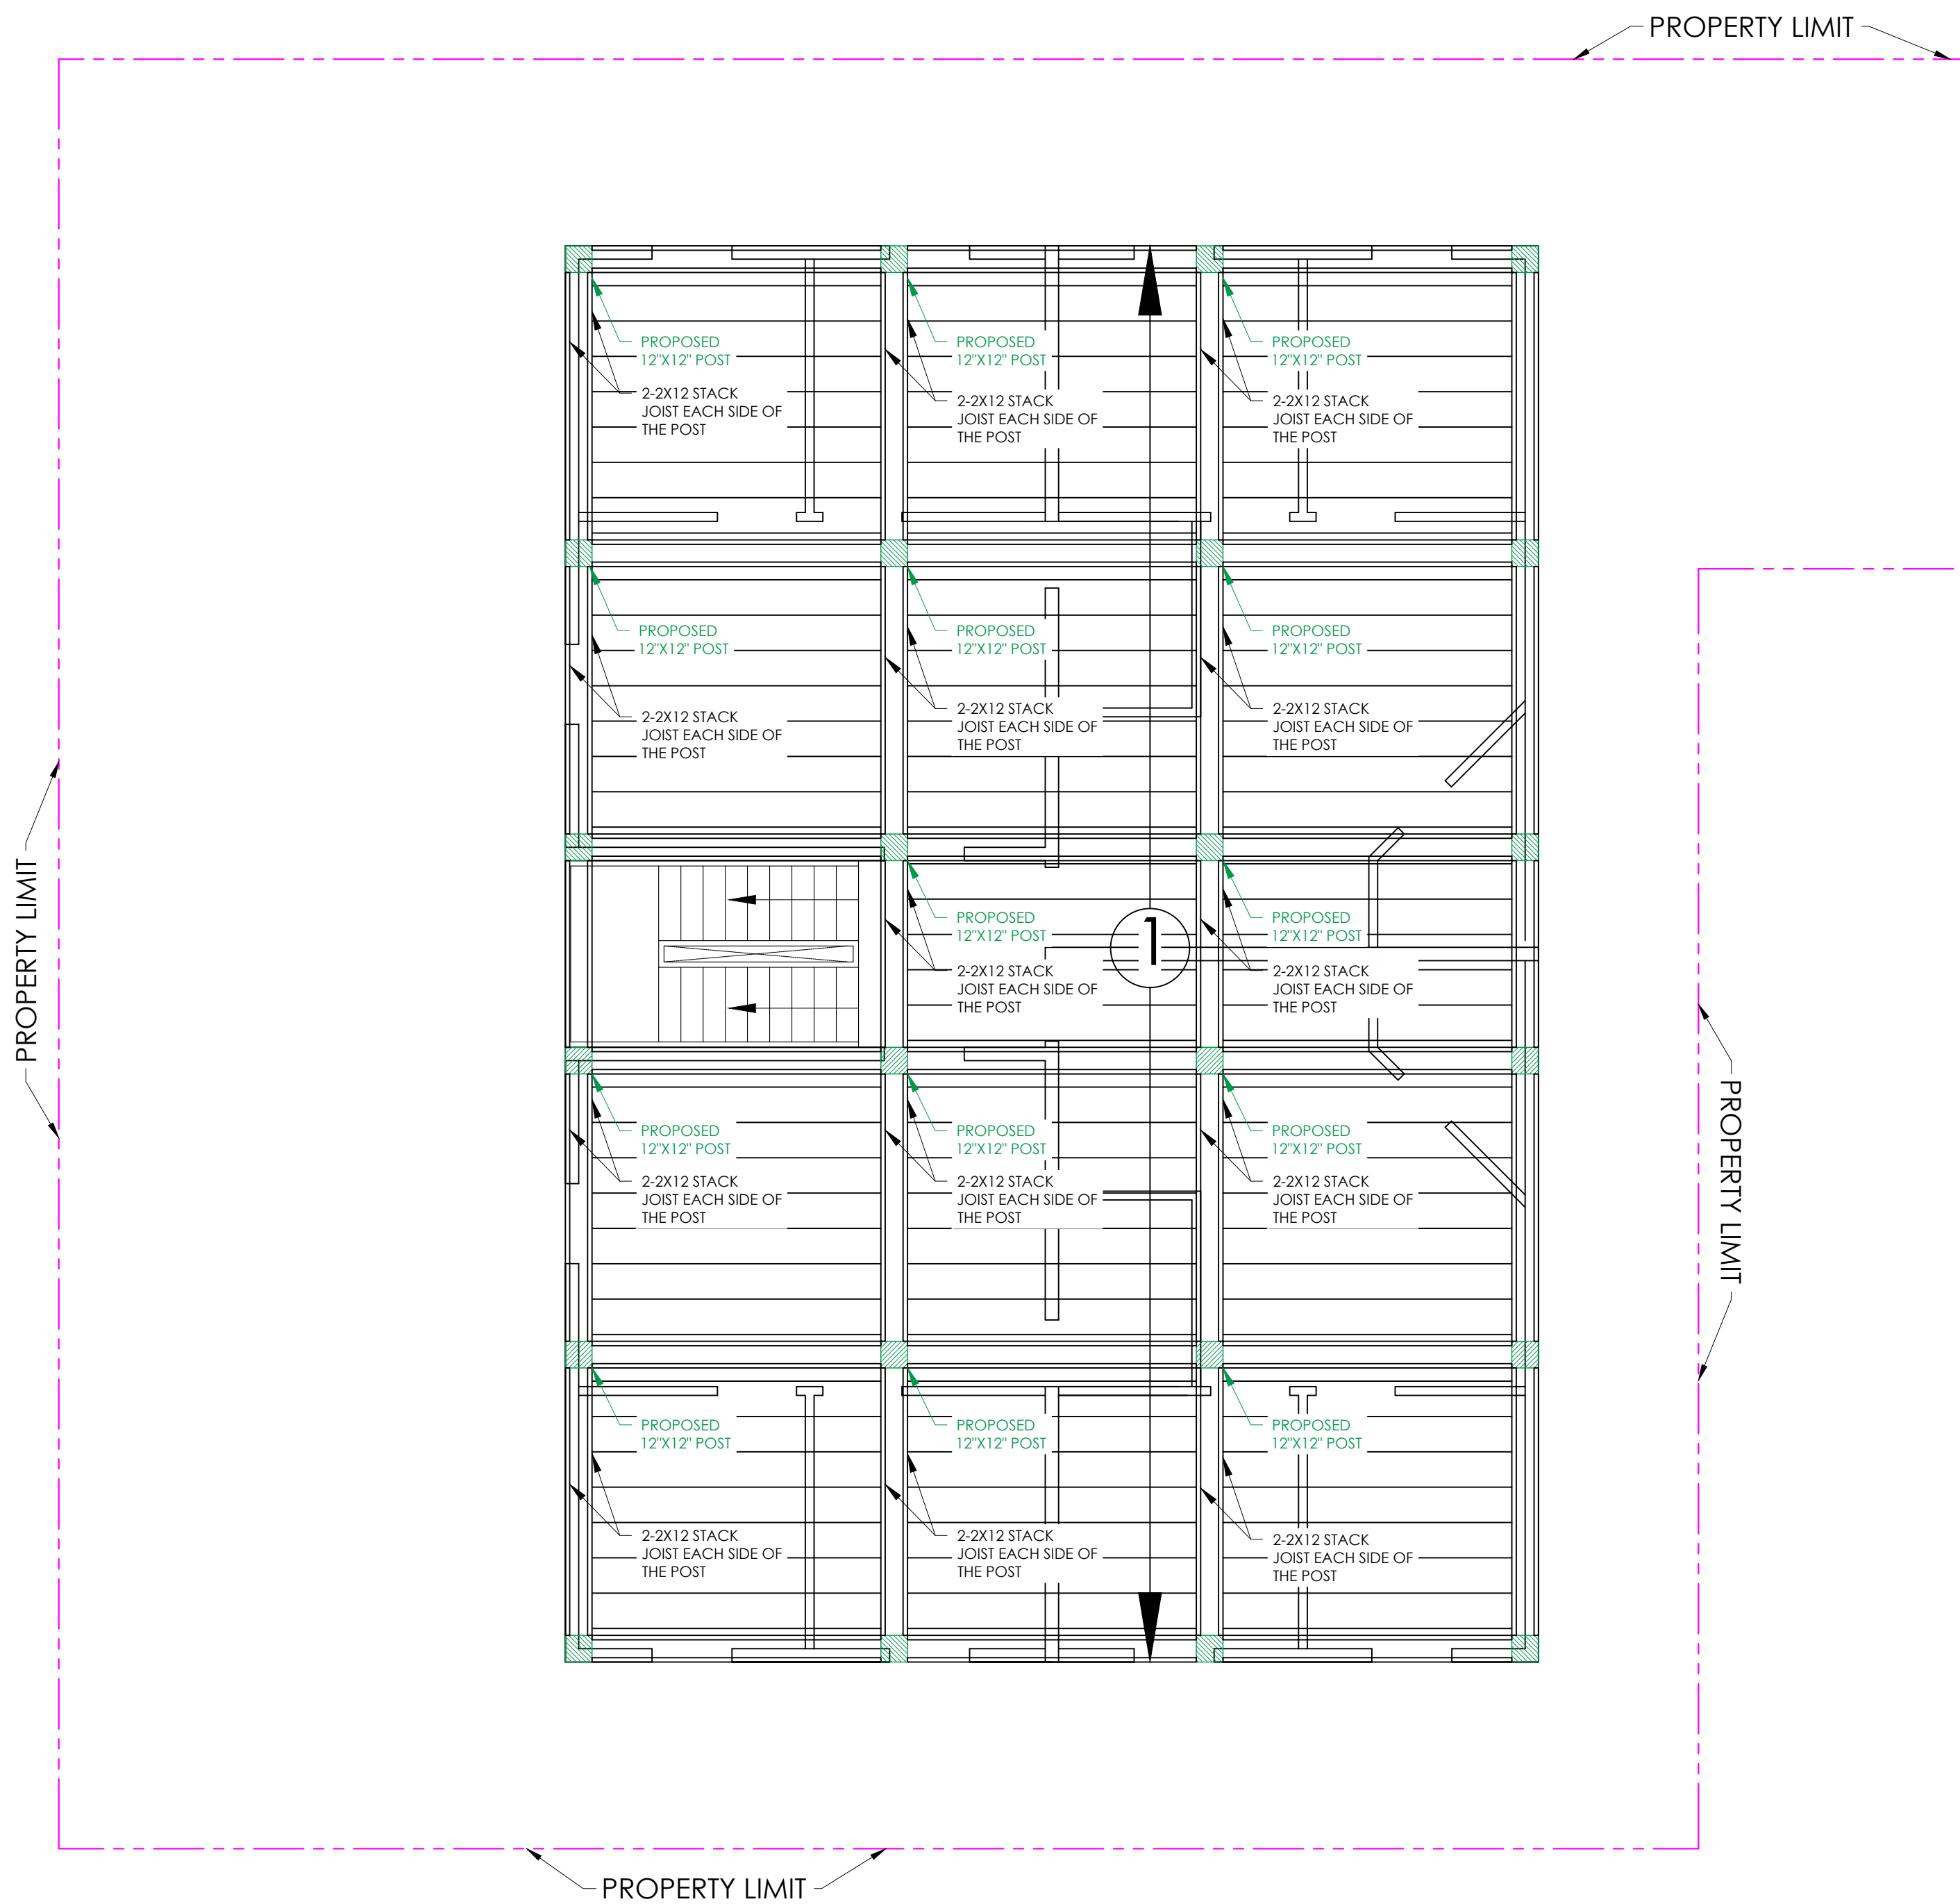 PROPERTY LIMIT
PROPOSED
12"X12" POST
PROPOSED
12"X12" POST
PROPOSED
12"X12" POST
2-2X12 STACK
JOIST EACH SIDE OF
THE POST
2-2X12 STACK
JOIST EACH SIDE OF
THE POST
2-2X12 STACK
JOIST EACH SIDE OF
THE POST
PROPOSED
12"X12" POST
PROPOSED
12"X12" POST
PROPOSED
12"X12" POST
2-2X12 STACK
JOIST EACH SIDE OF
THE POST
2-2X12 STACK
JOIST EACH SIDE OF
THE POST
2-2X12 STACK
JOIST EACH SIDE OF
THE POST
PROPERTY LIMIT
PROPOSED
12"X12" POST
1
PROPOSED
12"X12" POST
2-2X12 STACK
JOIST EACH SIDE OF
THE POST
2-2X12 STACK
JOIST EACH SIDE OF
THE POST
PROPERTY LIMIT
PROPOSED
12"X12" POST
PROPOSED
12"X12" POST
PROPOSED
12"X12" POST
2-2X12 STACK
JOIST EACH SIDE OF
THE POST
2-2X12 STACK
JOIST EACH SIDE OF
THE POST
2-2X12 STACK
JOIST EACH SIDE OF
THE POST
PROPOSED
12"X12" POST
PROPOSED
12"X12" POST
PROPOSED
12"X12" POST
2-2X12 STACK
JOIST EACH SIDE OF
THE POST
2-2X12 STACK
JOIST EACH SIDE OF
THE POST
2-2X12 STACK
JOIST EACH SIDE OF
THE POST
PROPERTY LIMIT